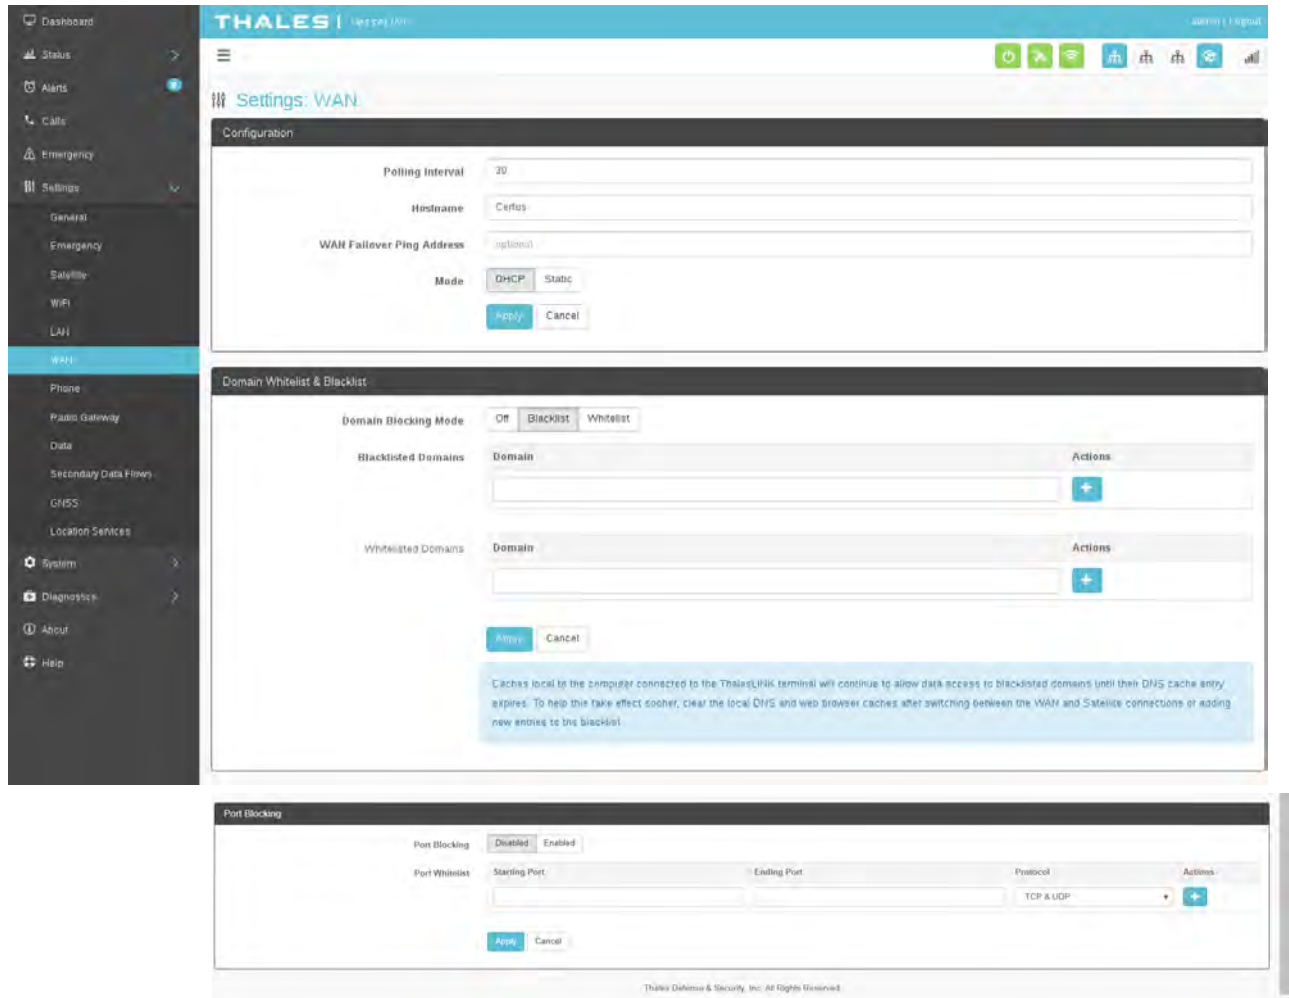 Dashboard
Status
Alerts
Calls
Emergency
Settings
General
Emergency
Satellite
WiFi
LAN
WAN
Phone
Radio Gateway
Data
Secondary Data Flows
GNSS
Location Services
System
Diagnostics
About
Help
THALES | VesseLINK
admin | Logout
Settings: WAN
Configuration
Polling Interval 30
Hostname Certus
WAN Failover Ping Address optional
Mode DHCP Static
Apply Cancel
Domain Whitelist & Blacklist
Domain Blocking Mode Off Blacklist Whitelist
Blacklisted Domains Domain Actions
Whitelisted Domains Domain Actions
Apply Cancel
Caches local to the computer connected to the ThalesLINK terminal will continue to allow data access to blacklisted domains until their DNS cache entry
expires. To help this take effect sooner, clear the local DNS and web browser caches after switching between the WAN and Satellite connections or adding
new entries to the blacklist.
Port Blocking
Port Blocking Disabled Enabled
Port Whitelist Starting Port Ending Port Protocol Actions
TCP & UDP
Apply Cancel
Thales Defense & Security, Inc. All Rights Reserved.